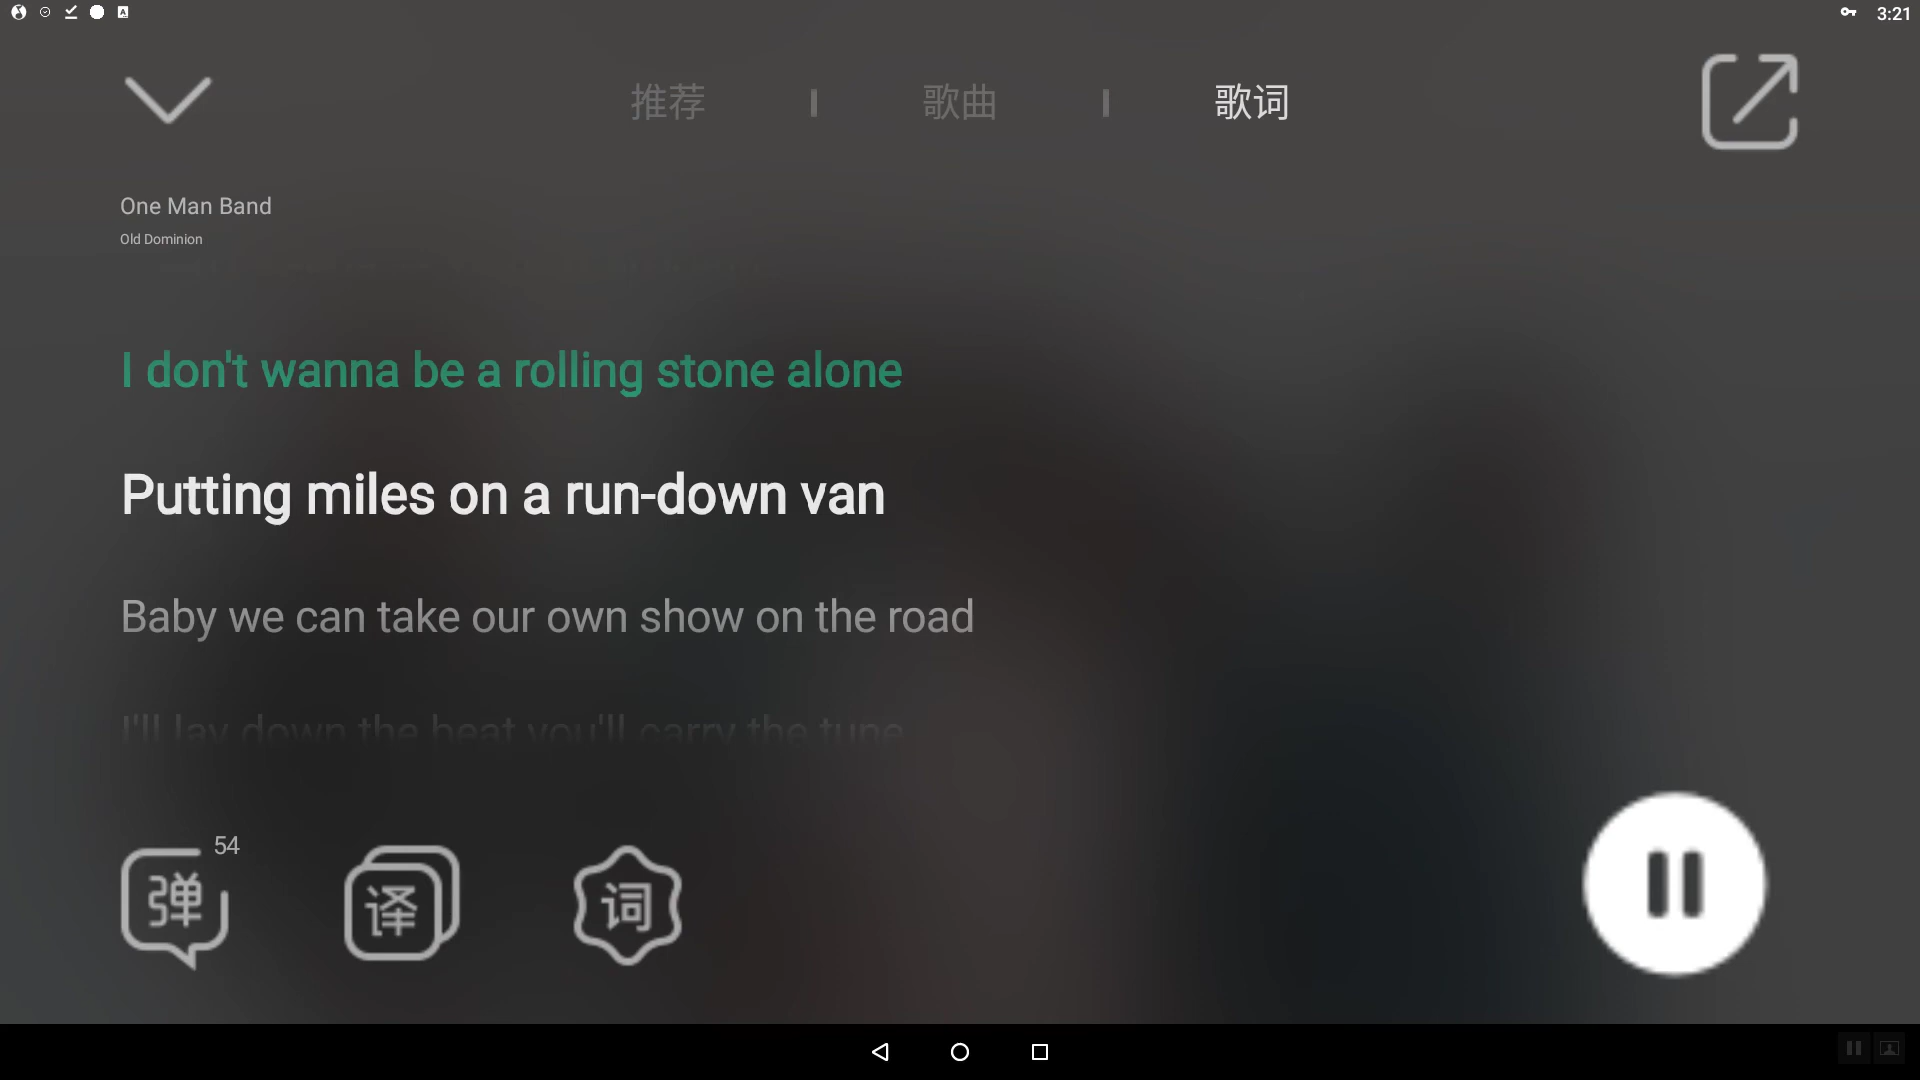 3:21
推荐 | 歌曲 | 歌词
One Man Band
Old Dominion
I don't wanna be a rolling stone alone
Putting miles on a run-down van
Baby we can take our own show on the road
I'll lay down the beat you'll carry the tune
弹 54 译 词